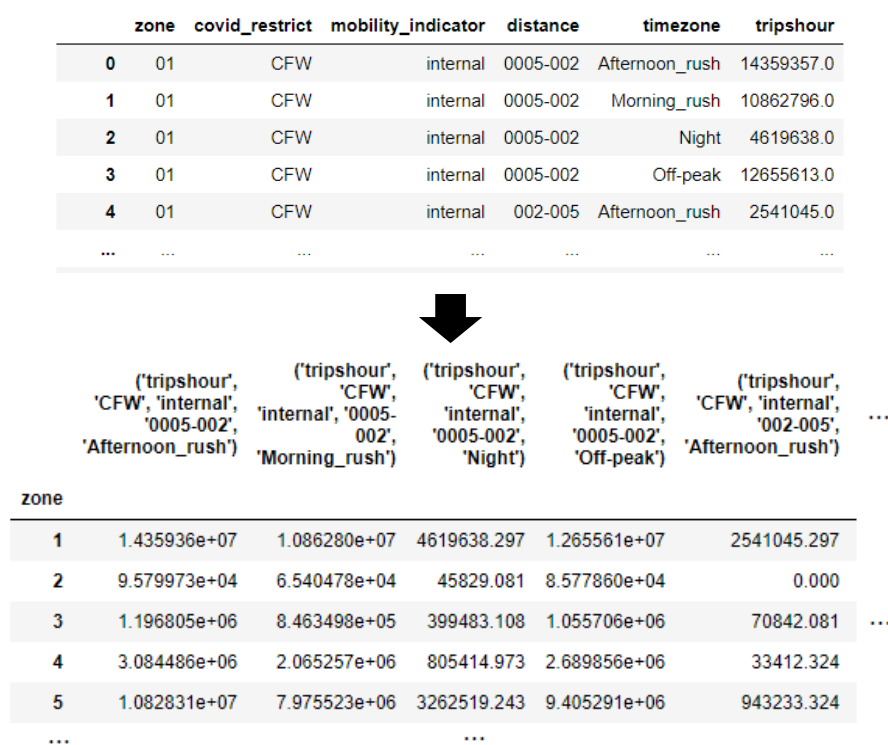 zone covid_restrict mobility_indicator distance timezone tripshour
0 01 CFW internal 0005-002 Afternoon_rush 14359357.0
1 01 CFW internal 0005-002 Morning_rush 10862796.0
2 01 CFW internal 0005-002 Night 4619638.0
3 01 CFW internal 0005-002 Off-peak 12655613.0
4 01 CFW internal 002-005 Afternoon_rush 2541045.0
... ... ... ... ... ... ...
('tripshour',
'CFW', 'internal',
'0005-002',
'Afternoon_rush')
('tripshour',
'CFW',
'internal', '0005-
002',
'Morning_rush')
('tripshour',
'CFW',
'internal',
'0005-002',
'Night')
('tripshour',
'CFW',
'internal',
'0005-002',
'Off-peak')
('tripshour',
'CFW', 'internal',
'002-005',
'Afternoon_rush')
...
zone
1 1.435936e+07 1.086280e+07 4619638.297 1.265561e+07 2541045.297
2 9.579973e+04 6.540478e+04 45829.081 8.577860e+04 0.000
3 1.196805e+06 8.463498e+05 399483.108 1.055706e+06 70842.081 ...
4 3.084486e+06 2.065257e+06 805414.973 2.689856e+06 33412.324
5 1.082831e+07 7.975523e+06 3262519.243 9.405291e+06 943233.324
... ...